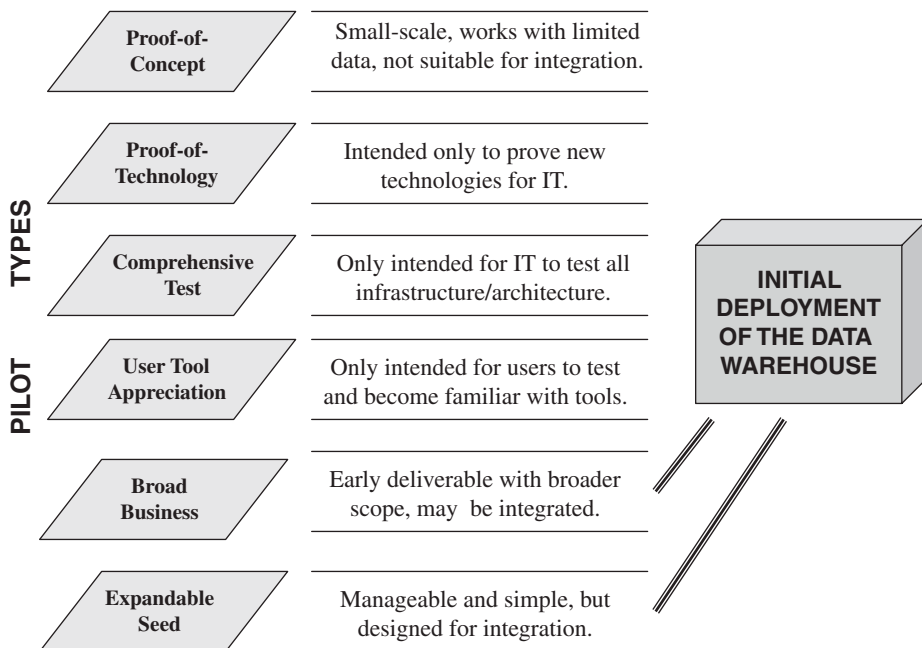 Proof-of-
Concept
Small-scale, works with limited
data, not suitable for integration.
Proof-of-
Technology
Intended only to prove new
technologies for IT.
Comprehensive
Test
Only intended for IT to test all
infrastructure/architecture.
User Tool
Appreciation
Only intended for users to test
and become familiar with tools.
Broad
Business
Early deliverable with broader
scope, may be integrated.
Expandable
Seed
Manageable and simple, but
designed for integration.
PILOT TYPES
INITIAL
DEPLOYMENT
OF THE DATA
WAREHOUSE